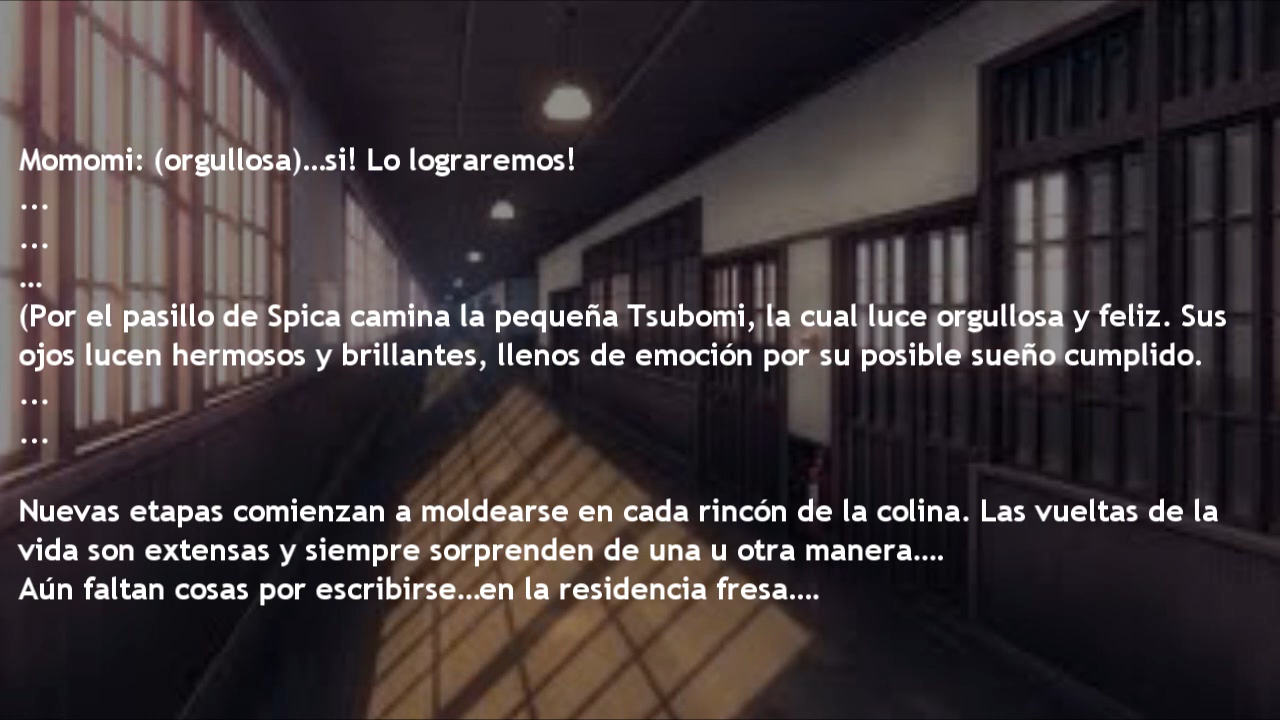 Momomi: (orgullosa)...si! Lo lograremos!
...
...
...
(Por el pasillo de Spica camina la pequeña Tsubomi, la cual luce orgullosa y feliz. Sus
ojos lucen hermosos y brillantes, llenos de emoción por su posible sueño cumplido.
...
...
Nuevas etapas comienzan a moldearse en cada rincón de la colina. Las vueltas de la
vida son extensas y siempre sorprenden de una u otra manera....
Aún faltan cosas por escribirse...en la residencia fresa....